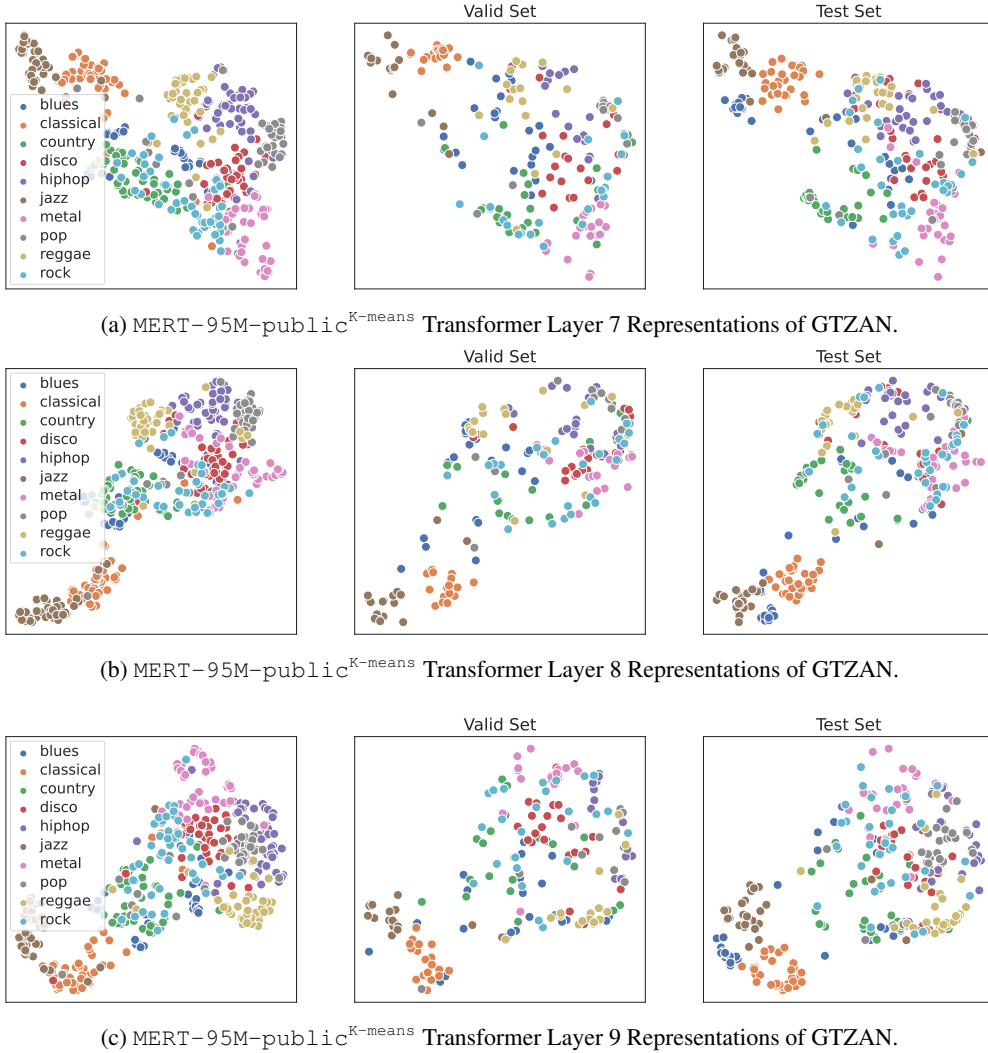 Valid Set
Test Set
blues
classical
country
disco
hiphop
jazz
metal
pop
reggae
rock
(a) MERT-95M-public^K-means Transformer Layer 7 Representations of GTZAN.
Valid Set
Test Set
blues
classical
country
disco
hiphop
jazz
metal
pop
reggae
rock
(b) MERT-95M-public^K-means Transformer Layer 8 Representations of GTZAN.
Valid Set
Test Set
blues
classical
country
disco
hiphop
jazz
metal
pop
reggae
rock
(c) MERT-95M-public^K-means Transformer Layer 9 Representations of GTZAN.